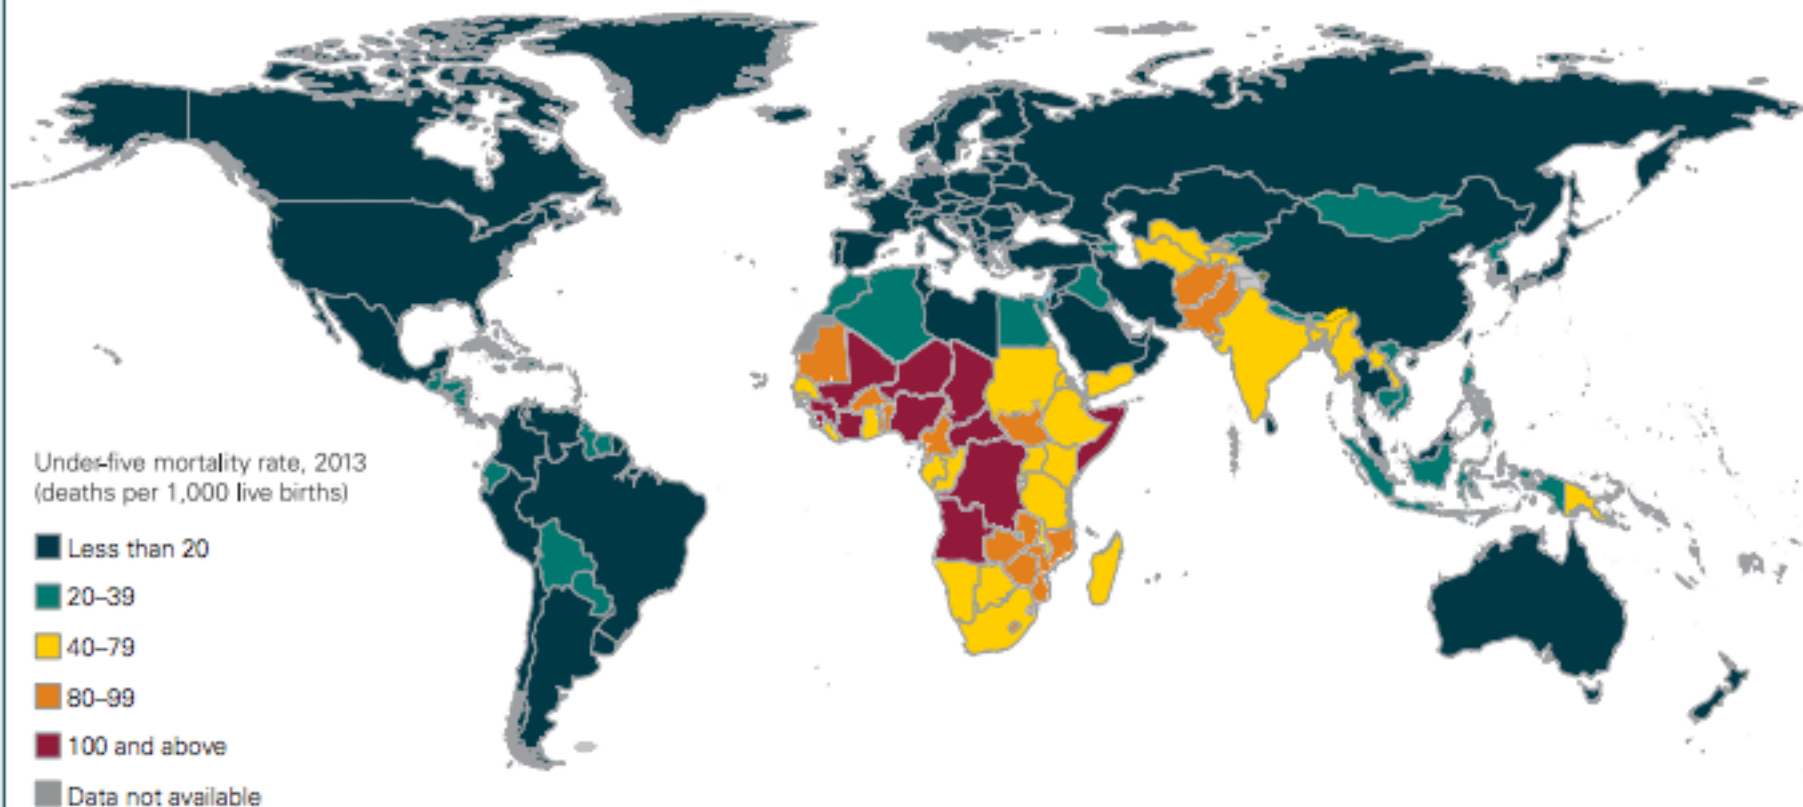 Under-five mortality rate, 2013
(deaths per 1,000 live births)
Less than 20
20–39
40–79
80–99
100 and above
Data not available